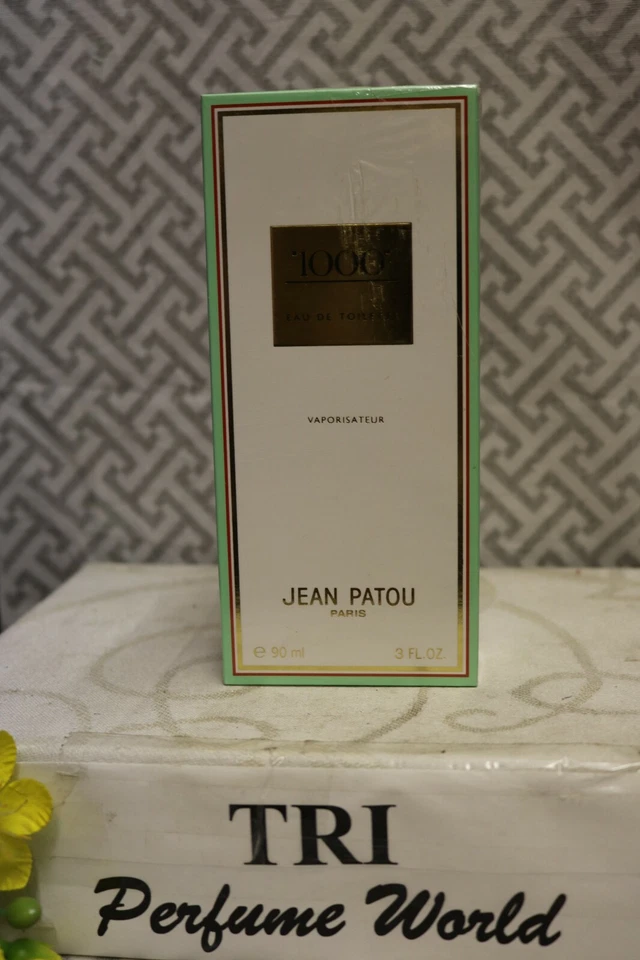 "1000"
EAU DE TOILETTE
VAPORISATEUR
JEAN PATOU
PARIS
℮ 90 ml 3 FL.OZ.
TRI
Perfume World